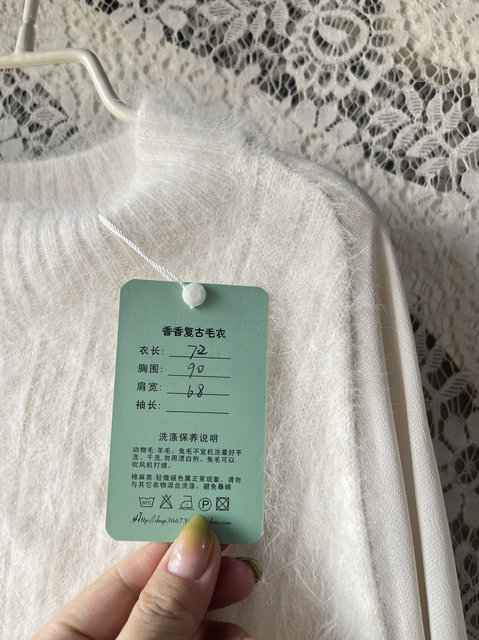 香香复古毛衣
衣长: 72
胸围: 90
肩宽: 68
袖长:
洗涤保养说明
动物毛:羊毛、兔毛不宜机洗最好手
洗、干洗.勿用漂白剂。兔毛可以
吹风机打理。
棉麻类:轻微褪色属正常现象，请勿
与其它衣物混合洗涤，避免暴晒
30℃ P
http://shop36673